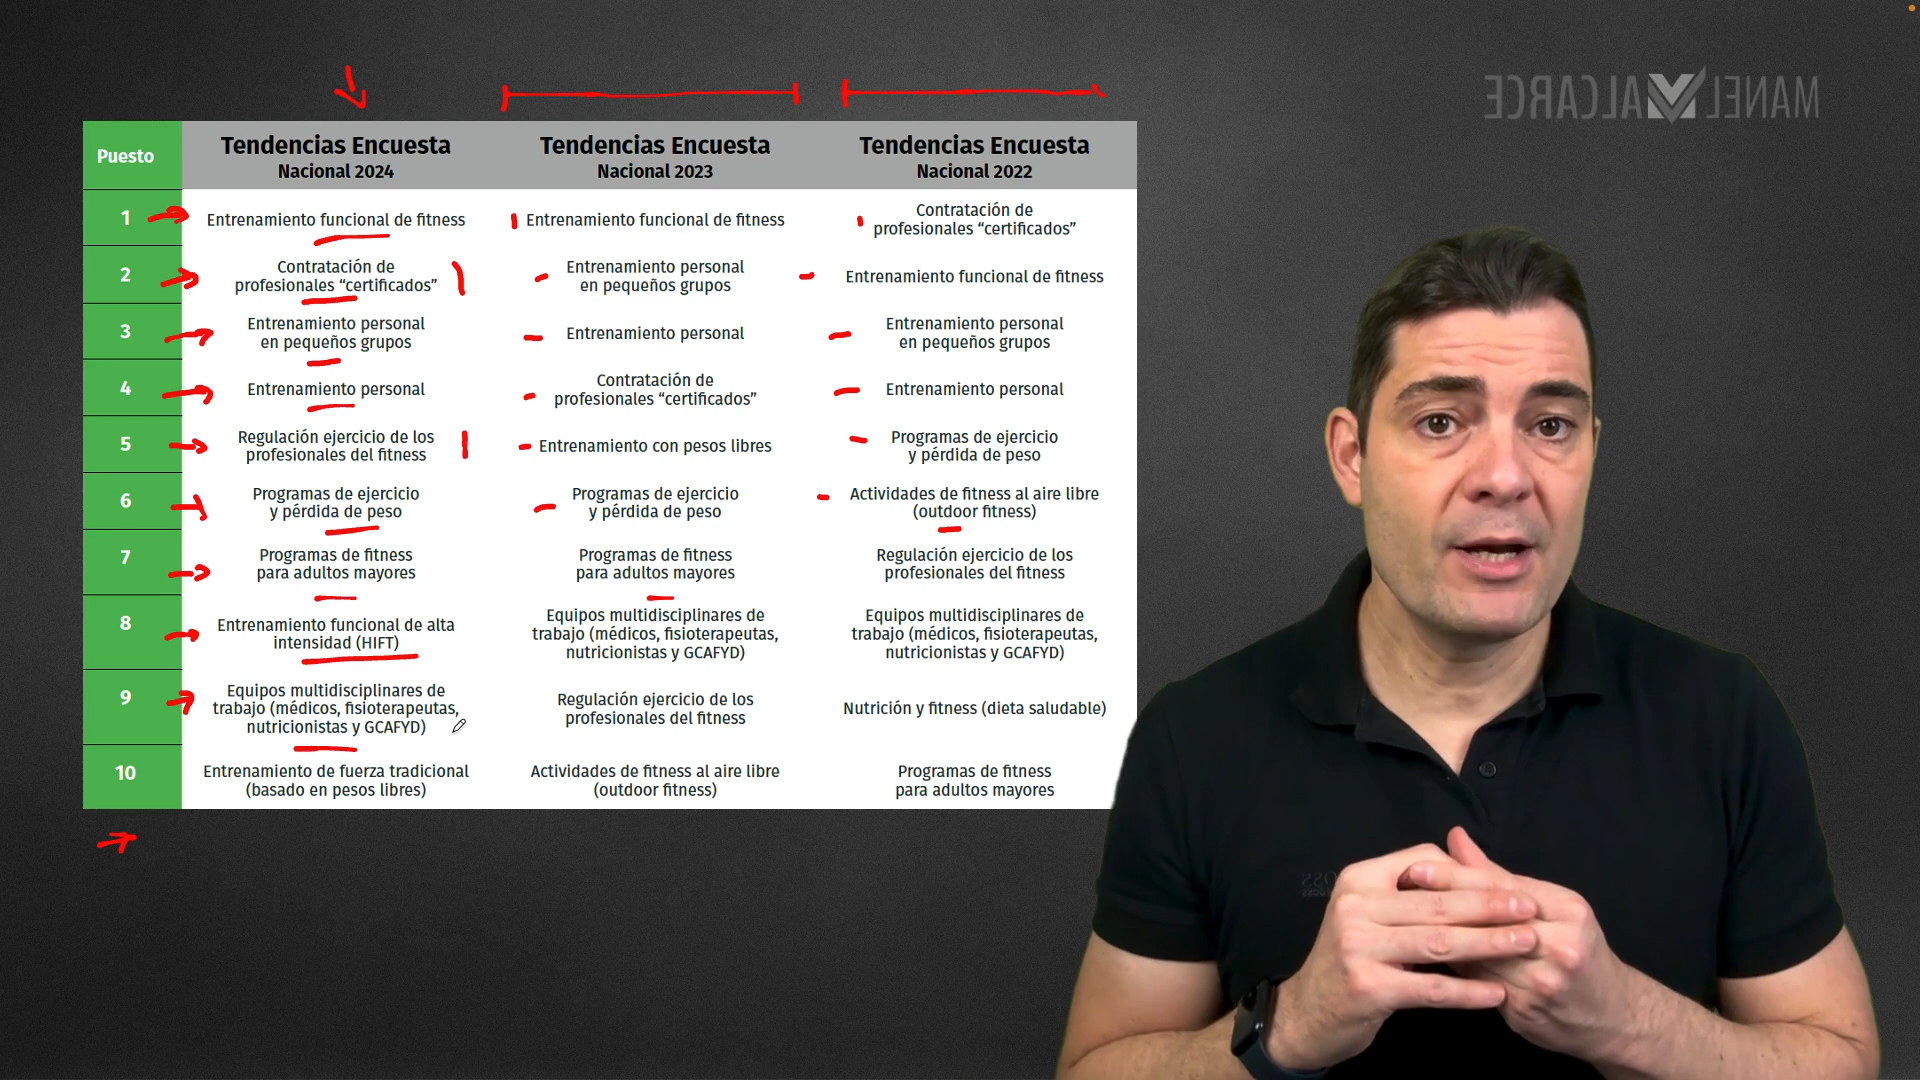 MANEL VALCARCE
Puesto
Tendencias Encuesta
Nacional 2024
Tendencias Encuesta
Nacional 2023
Tendencias Encuesta
Nacional 2022
1
Entrenamiento funcional de fitness
Entrenamiento funcional de fitness
Contratación de
profesionales “certificados”
2
Contratación de
profesionales “certificados”
Entrenamiento personal
en pequeños grupos
Entrenamiento funcional de fitness
3
Entrenamiento personal
en pequeños grupos
Entrenamiento personal
Entrenamiento personal
en pequeños grupos
4
Entrenamiento personal
Contratación de
profesionales “certificados”
Entrenamiento personal
5
Regulación ejercicio de los
profesionales del fitness
Entrenamiento con pesos libres
Programas de ejercicio
y pérdida de peso
6
Programas de ejercicio
y pérdida de peso
Programas de ejercicio
y pérdida de peso
Actividades de fitness al aire libre
(outdoor fitness)
7
Programas de fitness
para adultos mayores
Programas de fitness
para adultos mayores
Regulación ejercicio de los
profesionales del fitness
8
Entrenamiento funcional de alta
intensidad (HIFT)
Equipos multidisciplinares de
trabajo (médicos, fisioterapeutas,
nutricionistas y GCAFYD)
Equipos multidisciplinares de
trabajo (médicos, fisioterapeutas,
nutricionistas y GCAFYD)
9
Equipos multidisciplinares de
trabajo (médicos, fisioterapeutas,
nutricionistas y GCAFYD)
Regulación ejercicio de los
profesionales del fitness
Nutrición y fitness (dieta saludable)
10
Entrenamiento de fuerza tradicional
(basado en pesos libres)
Actividades de fitness al aire libre
(outdoor fitness)
Programas de fitness
para adultos mayores